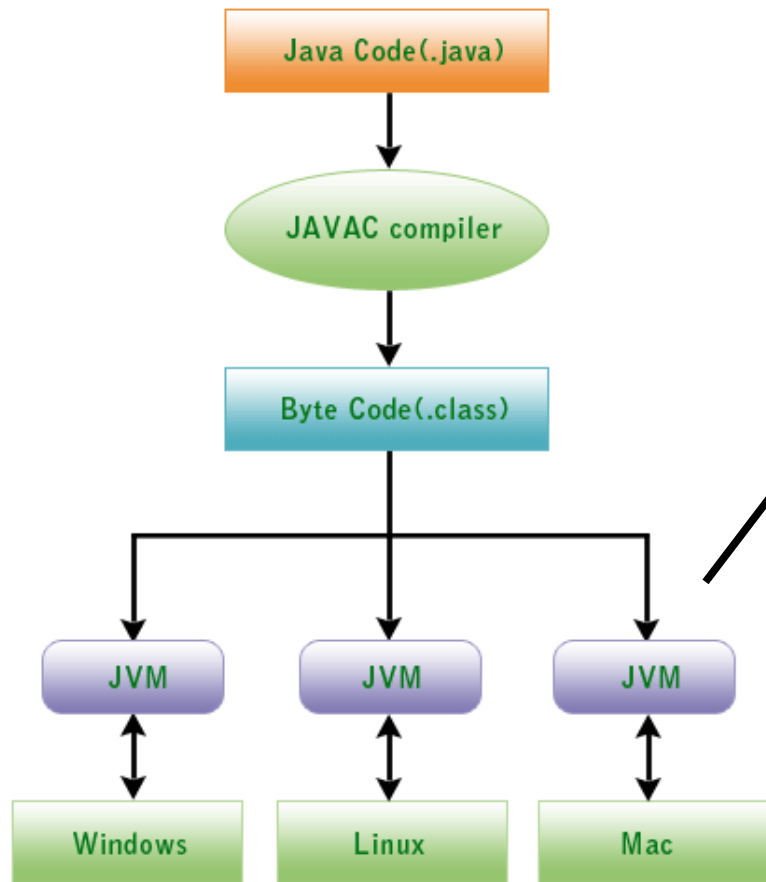 Java Code(.java)
JAVAC compiler
Byte Code(.class)
JVM
JVM
JVM
Windows
Linux
Mac